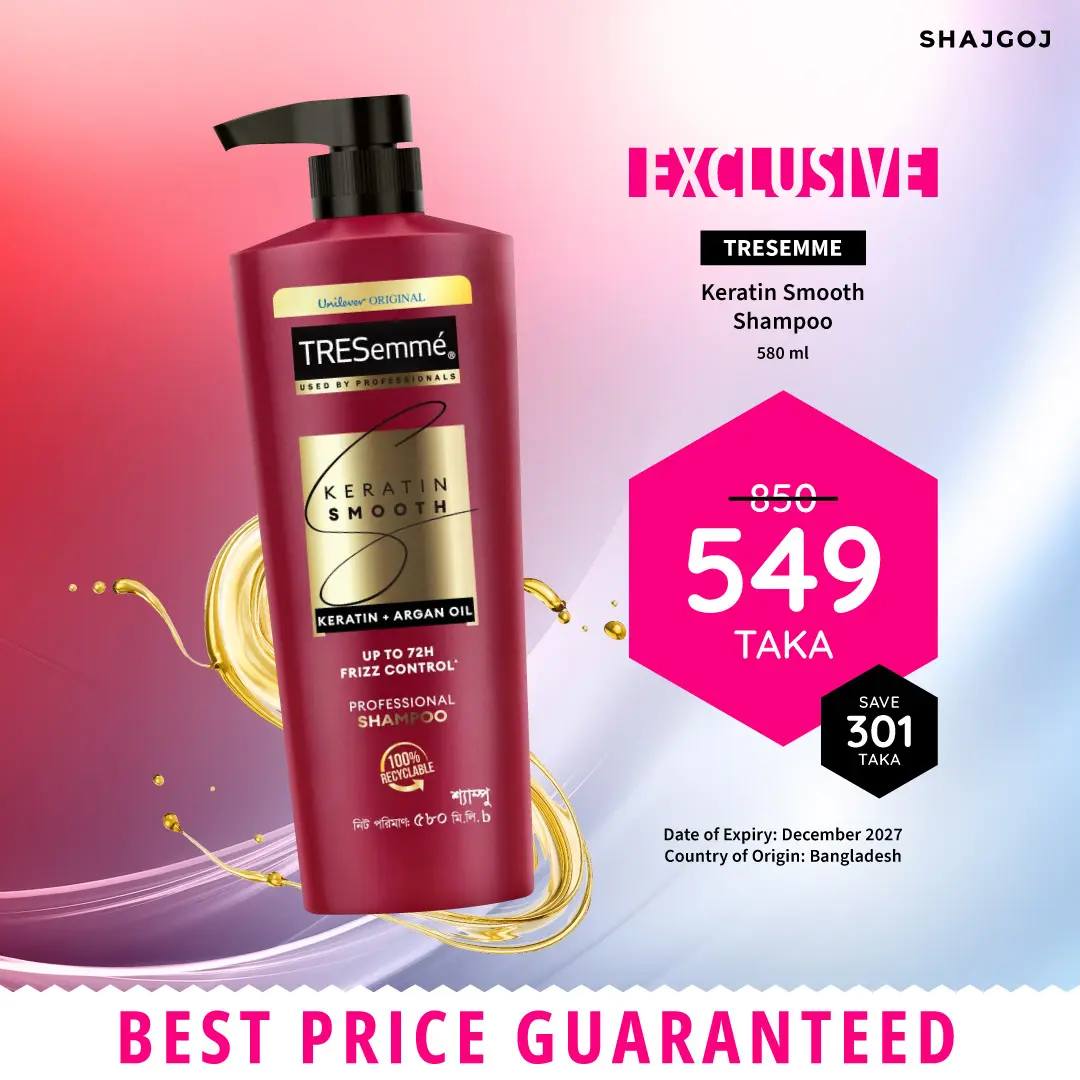 SHAJGOJ
EXCLUSIVE
TRESEMME
Keratin Smooth
Shampoo
580 ml
850
549
TAKA
SAVE
301
TAKA
Date of Expiry: December 2027
Country of Origin: Bangladesh
Unilever ORIGINAL
TRESemmé®
USED BY PROFESSIONALS
KERATIN
SMOOTH
KERATIN + ARGAN OIL
UP TO 72H
FRIZZ CONTROL*
PROFESSIONAL
SHAMPOO
100%
RECYCLABLE
শ্যাম্পু
নিট পরিমাণ: ৫৮০ মি.লি. b
BEST PRICE GUARANTEED